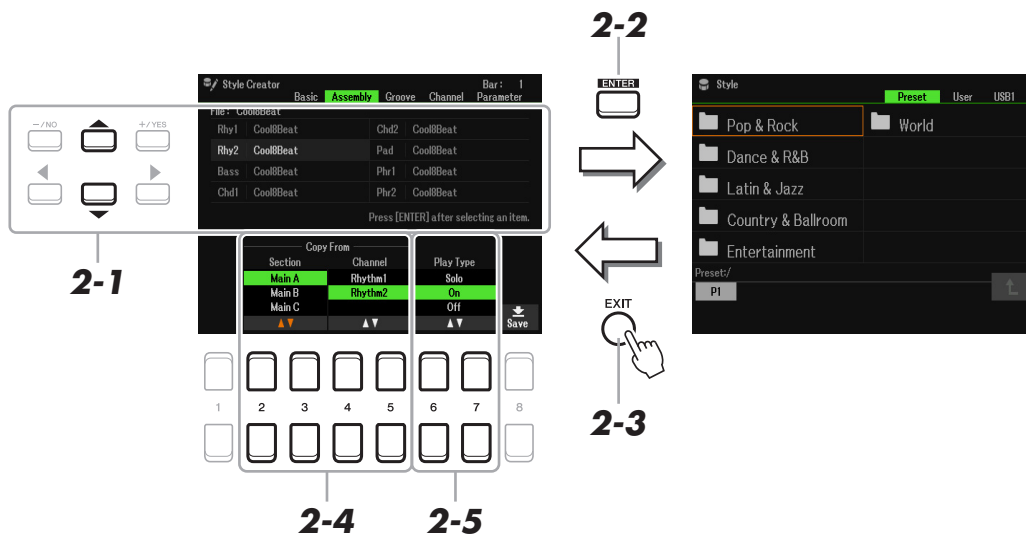 2-2
ENTER
Style Creator Bar: 1
Basic Assembly Groove Channel Parameter
File: Cool8Beat
Rhy1 Cool8Beat Chd2 Cool8Beat
Rhy2 Cool8Beat Pad Cool8Beat
Bass Cool8Beat Phr1 Cool8Beat
Chd1 Cool8Beat Phr2 Cool8Beat
Press [ENTER] after selecting an item.
-/NO +/YES
2-1
Copy From
Section Channel Play Type
Main A Rhythm1 Solo
Main B Rhythm2 On
Main C Off
Save
1 2 3 4 5 6 7 8
2-4 2-5
Style
Preset User USB1
Pop & Rock World
Dance & R&B
Latin & Jazz
Country & Ballroom
Entertainment
Preset:/
P1
EXIT
2-3